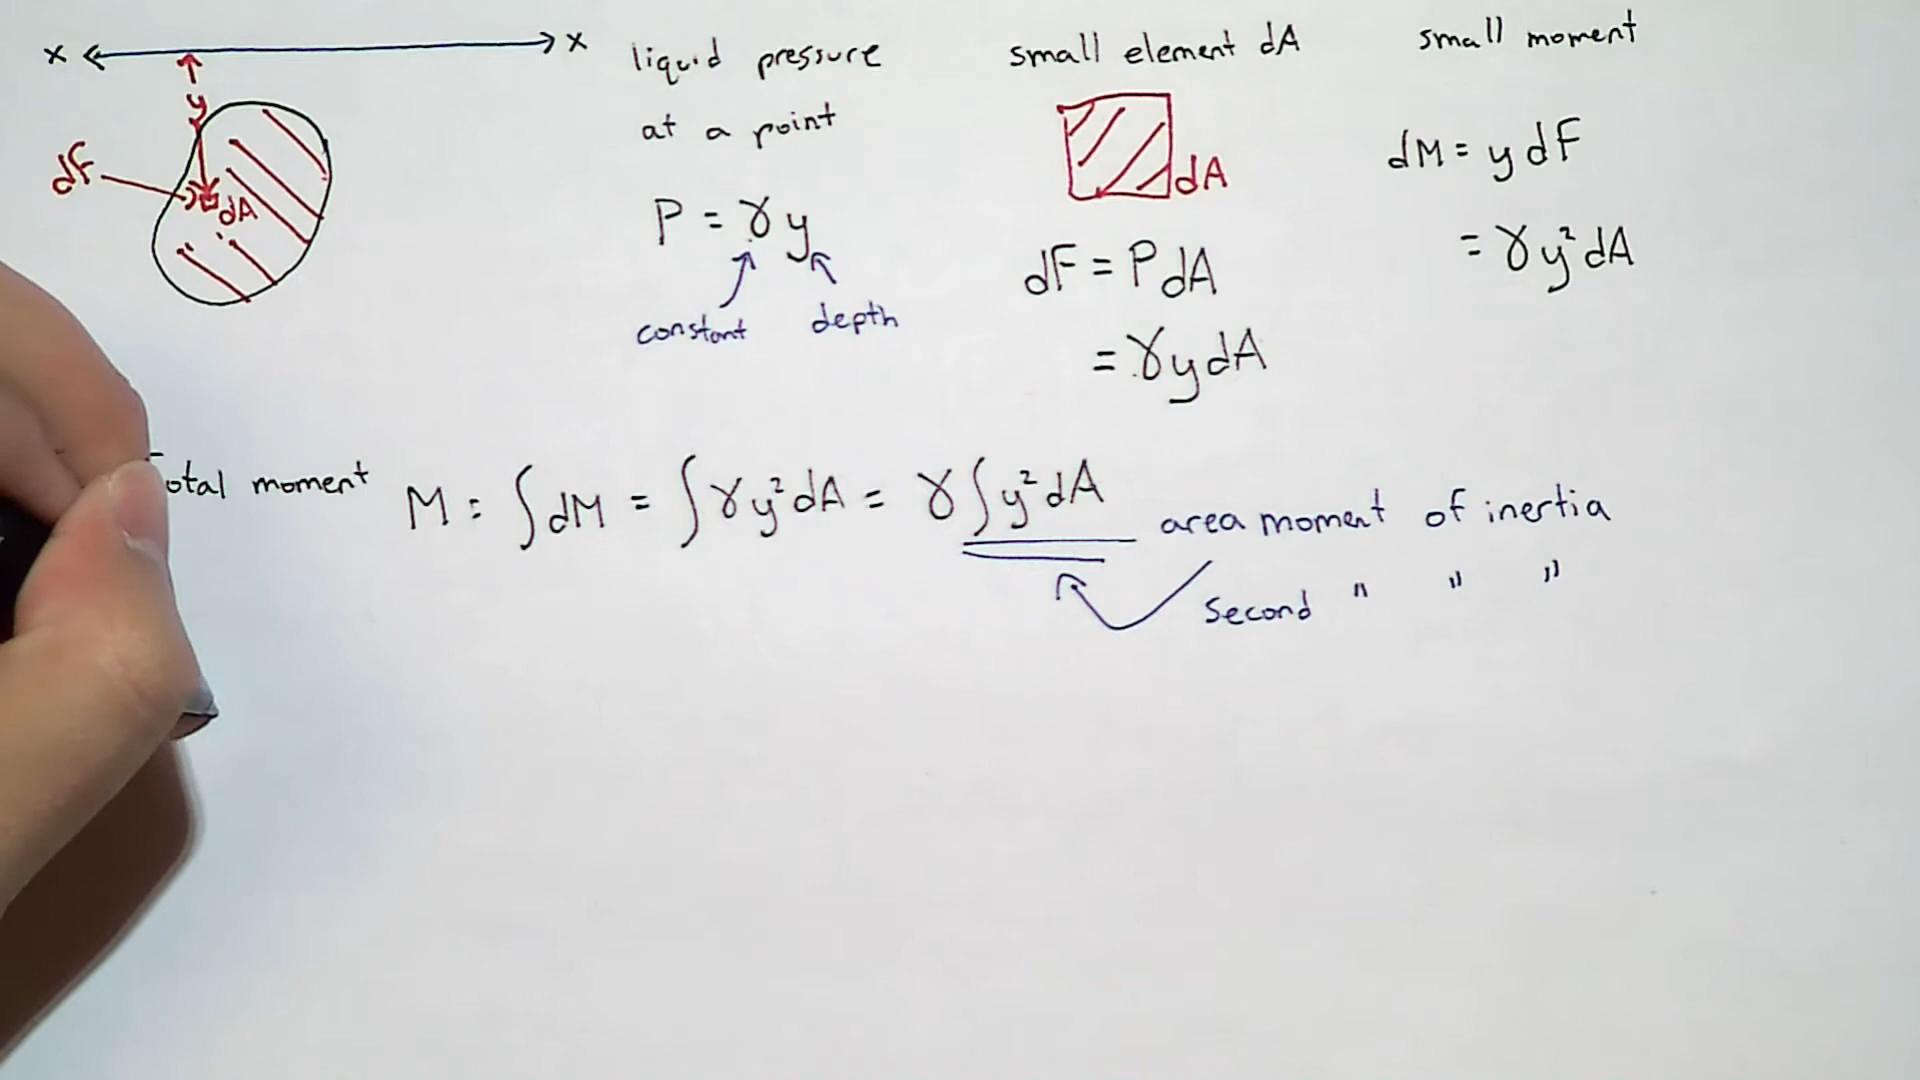 x x
y
dF
dA
liquid pressure
at a point
P = γy
constant depth
small element dA
dA
dF = PdA
= γydA
small moment
dM = ydF
= γy²dA
Total moment M = ∫dM = ∫γy²dA = γ∫y²dA area moment of inertia
Second " " "